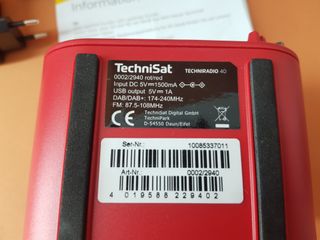 Information
TechniSat
TECHNIRADIO 40
0002/2940 rot/red
Input DC 5V⎓1500mA
USB output 5V⎓1A
DAB/DAB+: 174-240MHz
FM: 87.5-108MHz
TechniSat Digital GmbH
TechniPark
D-54550 Daun/Eifel
CE
Ser-Nr.: 10085337011
Art-Nr.: 0002/2940
4 019588 229402